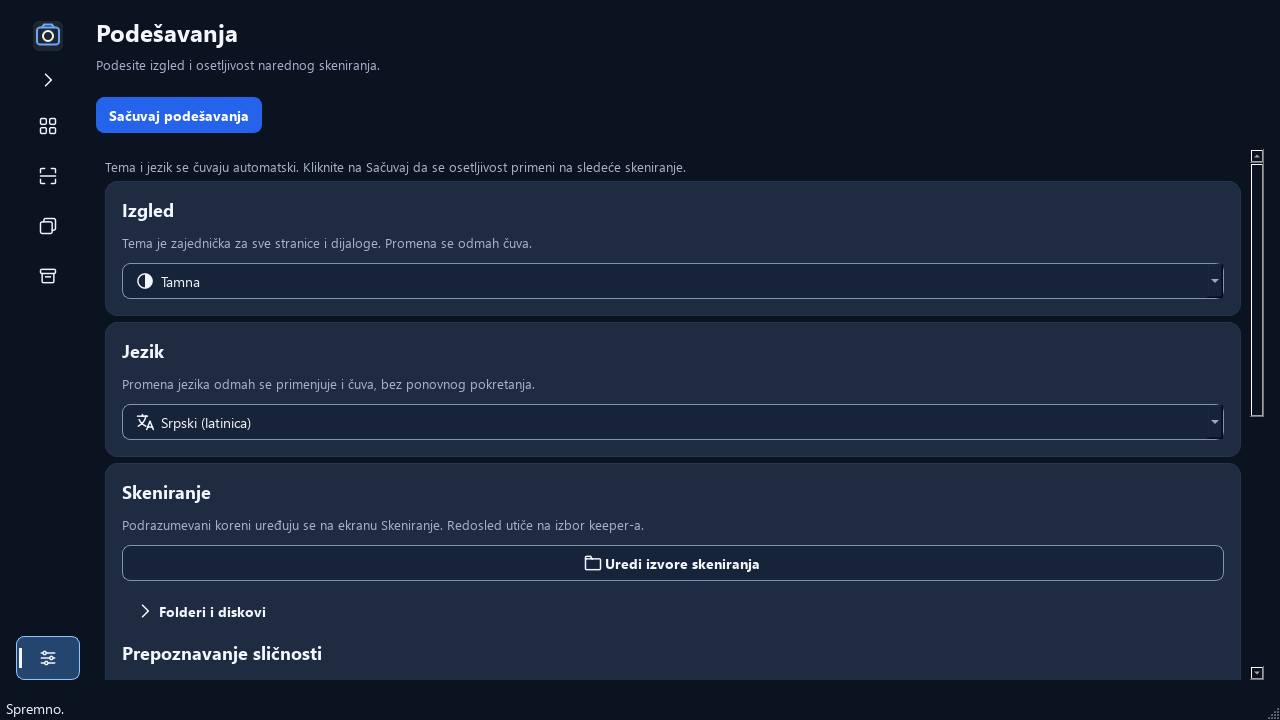 Podešavanja
Podesite izgled i osetljivost narednog skeniranja.
Sačuvaj podešavanja
Tema i jezik se čuvaju automatski. Kliknite na Sačuvaj da se osetljivost primeni na sledeće skeniranje.
Izgled
Tema je zajednička za sve stranice i dijaloge. Promena se odmah čuva.
Tamna
Jezik
Promena jezika odmah se primenjuje i čuva, bez ponovnog pokretanja.
Srpski (latinica)
Skeniranje
Podrazumevani koreni uređuju se na ekranu Skeniranje. Redosled utiče na izbor keeper-a.
Uredi izvore skeniranja
Folderi i diskovi
Prepoznavanje sličnosti
Spremno.